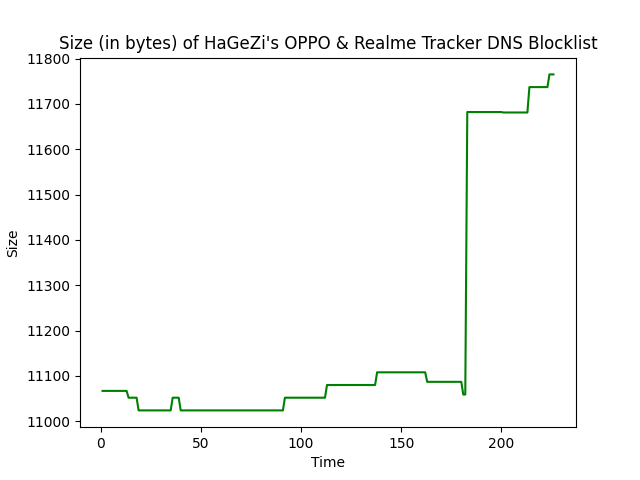 Size (in bytes) of HaGeZi's OPPO & Realme Tracker DNS Blocklist
11800
11700
11600
11500
11400
11300
11200
11100
11000
Size
0 50 100 150 200
Time